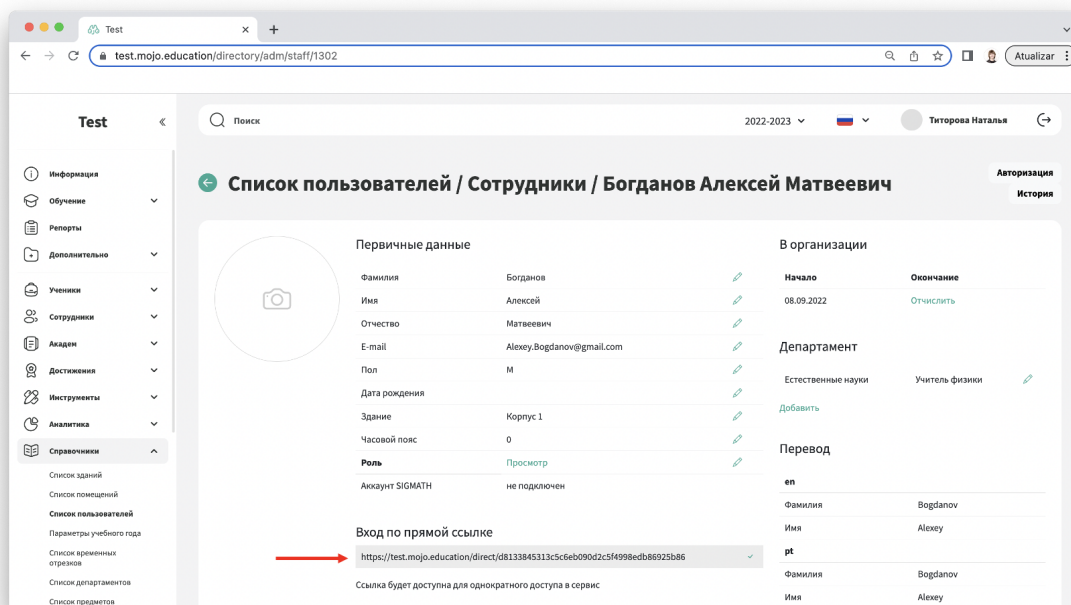 Test
test.mojo.education/directory/adm/staff/1302
Atualizar
Test
Поиск
2022-2023
Титорова Наталья
Информация
Обучение
Репорты
Дополнительно
Ученики
Сотрудники
Академ
Достижения
Инструменты
Аналитика
Справочники
Список зданий
Список помещений
Список пользователей
Параметры учебного года
Список временных
отрезков
Список департаментов
Список предметов
Список пользователей / Сотрудники / Богданов Алексей Матвеевич
Авторизация
История
Первичные данные
Фамилия Богданов
Имя Алексей
Отчество Матвеевич
E-mail Alexey.Bogdanov@gmail.com
Пол М
Дата рождения
Здание Корпус 1
Часовой пояс 0
Роль Просмотр
Аккаунт SIGMATH не подключен
Вход по прямой ссылке
https://test.mojo.education/direct/d8133845313c5c6eb090d2c5f4998edb86925b86
Ссылка будет доступна для однократного доступа в сервис
В организации
Начало Окончание
08.09.2022 Отчислить
Департамент
Естественные науки Учитель физики
Добавить
Перевод
en
Фамилия Bogdanov
Имя Alexey
pt
Фамилия Bogdanov
Имя Alexey